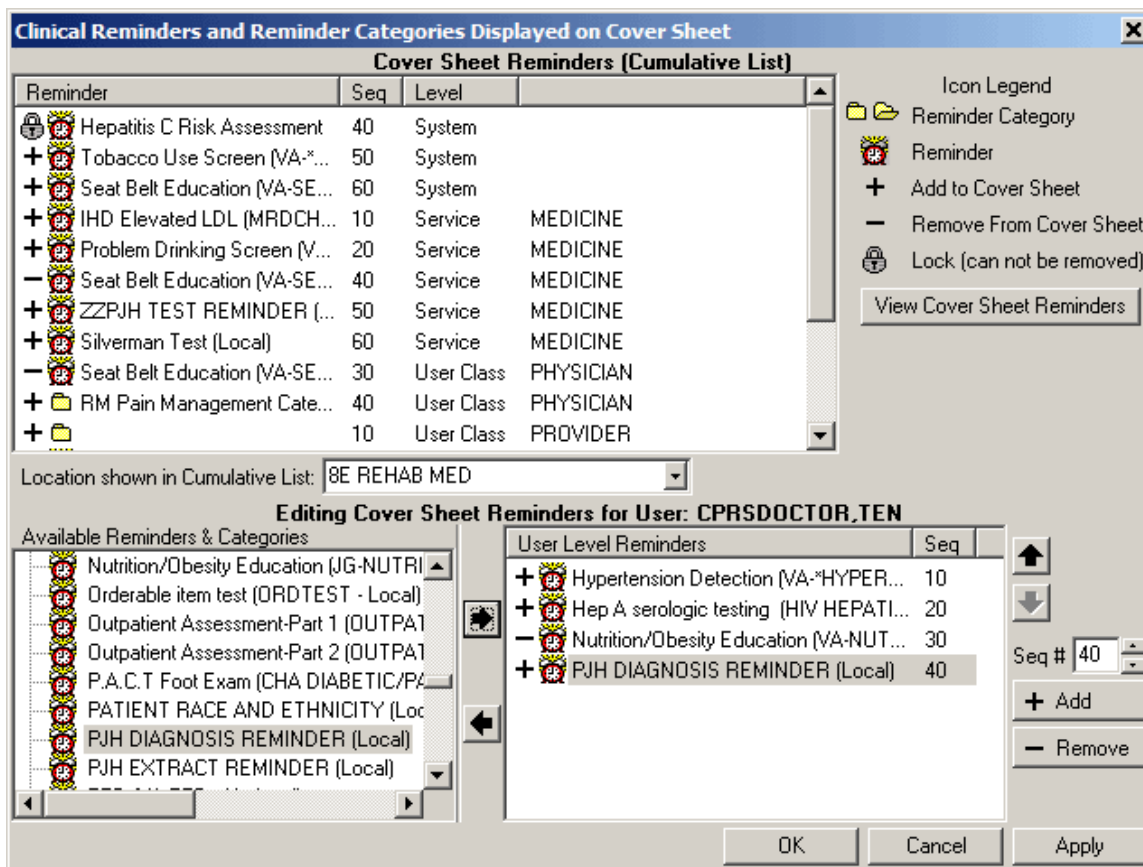 Clinical Reminders and Reminder Categories Displayed on Cover Sheet
Cover Sheet Reminders (Cumulative List)
Reminder Seq Level
Hepatitis C Risk Assessment 40 System
Tobacco Use Screen (VA-*... 50 System
Seat Belt Education (VA-SE... 60 System
IHD Elevated LDL (MRDCH... 10 Service MEDICINE
Problem Drinking Screen (V... 20 Service MEDICINE
Seat Belt Education (VA-SE... 40 Service MEDICINE
ZZPJH TEST REMINDER (... 50 Service MEDICINE
Silverman Test (Local) 60 Service MEDICINE
Seat Belt Education (VA-SE... 30 User Class PHYSICIAN
RM Pain Management Cate... 40 User Class PHYSICIAN
10 User Class PROVIDER
Icon Legend
Reminder Category
Reminder
+ Add to Cover Sheet
− Remove From Cover Sheet
Lock (can not be removed)
View Cover Sheet Reminders
Location shown in Cumulative List: 8E REHAB MED
Editing Cover Sheet Reminders for User: CPRSDOCTOR,TEN
Available Reminders & Categories
Nutrition/Obesity Education (JG-NUTRI
Orderable item test (ORDTEST - Local)
Outpatient Assessment-Part 1 (OUTPAT
Outpatient Assessment-Part 2 (OUTPAT
P.A.C.T Foot Exam (CHA DIABETIC/PA
PATIENT RACE AND ETHNICITY (Loc
PJH DIAGNOSIS REMINDER (Local)
PJH EXTRACT REMINDER (Local)
User Level Reminders Seq
+ Hypertension Detection (VA-*HYPER... 10
+ Hep A serologic testing (HIV HEPATI... 20
− Nutrition/Obesity Education (VA-NUT... 30
+ PJH DIAGNOSIS REMINDER (Local) 40
Seq # 40
+ Add
− Remove
OK Cancel Apply